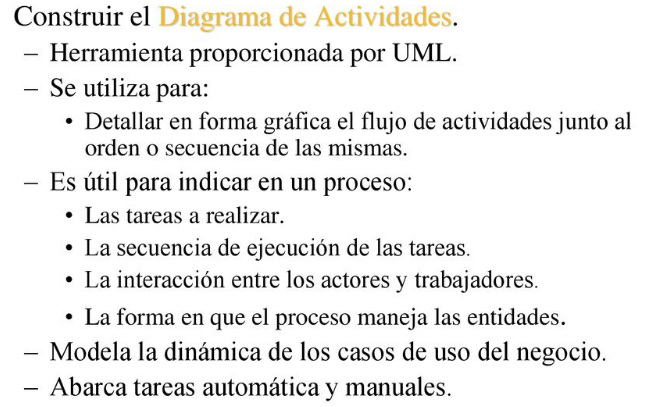 Construir el Diagrama de Actividades.
– Herramienta proporcionada por UML.
– Se utiliza para:
• Detallar en forma gráfica el flujo de actividades junto al
orden o secuencia de las mismas.
– Es útil para indicar en un proceso:
• Las tareas a realizar.
• La secuencia de ejecución de las tareas.
• La interacción entre los actores y trabajadores.
• La forma en que el proceso maneja las entidades.
– Modela la dinámica de los casos de uso del negocio.
– Abarca tareas automática y manuales.